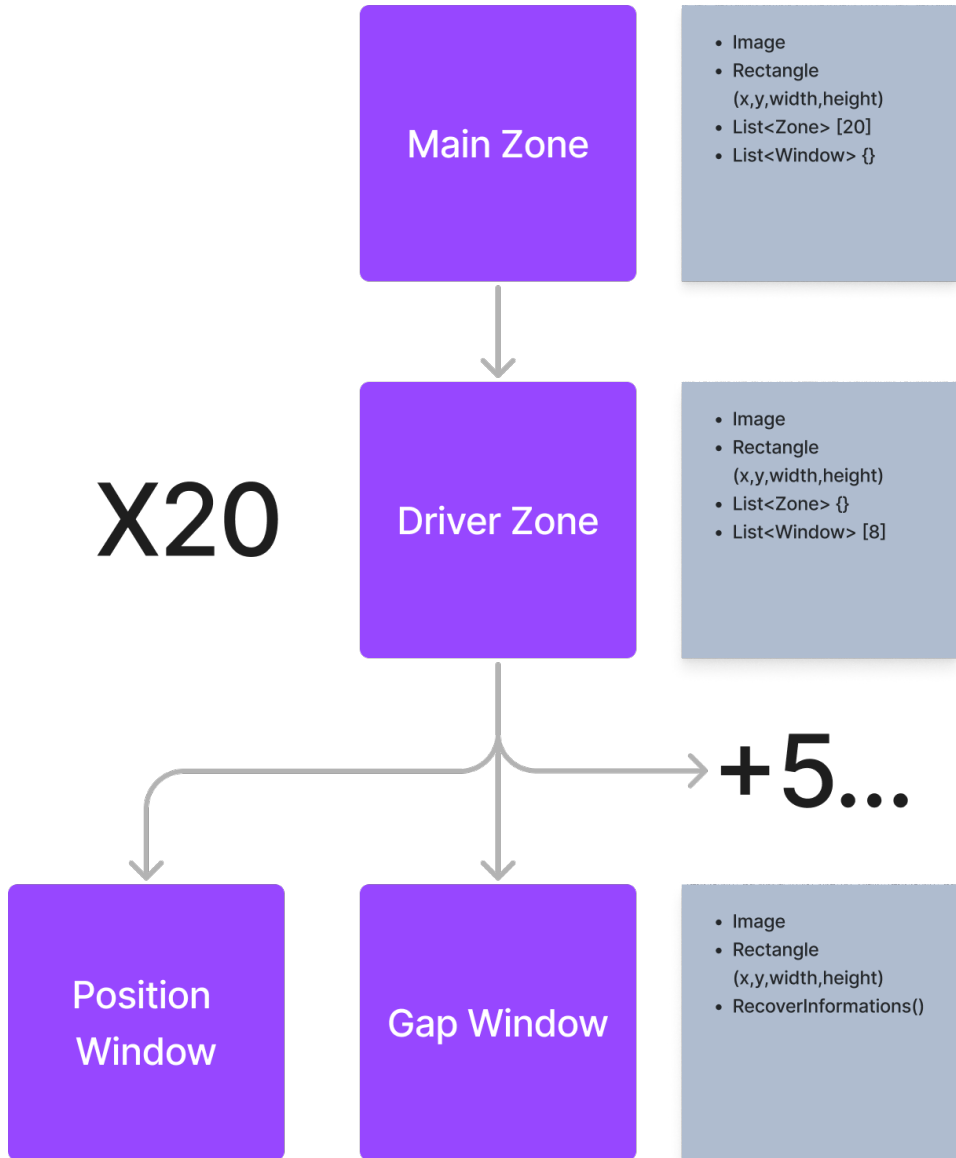 Main Zone
• Image
• Rectangle
(x,y,width,height)
• List<Zone> [20]
• List<Window> {}
X20
Driver Zone
• Image
• Rectangle
(x,y,width,height)
• List<Zone> {}
• List<Window> [8]
+5...
Position
Window
Gap Window
• Image
• Rectangle
(x,y,width,height)
• RecoverInformations()